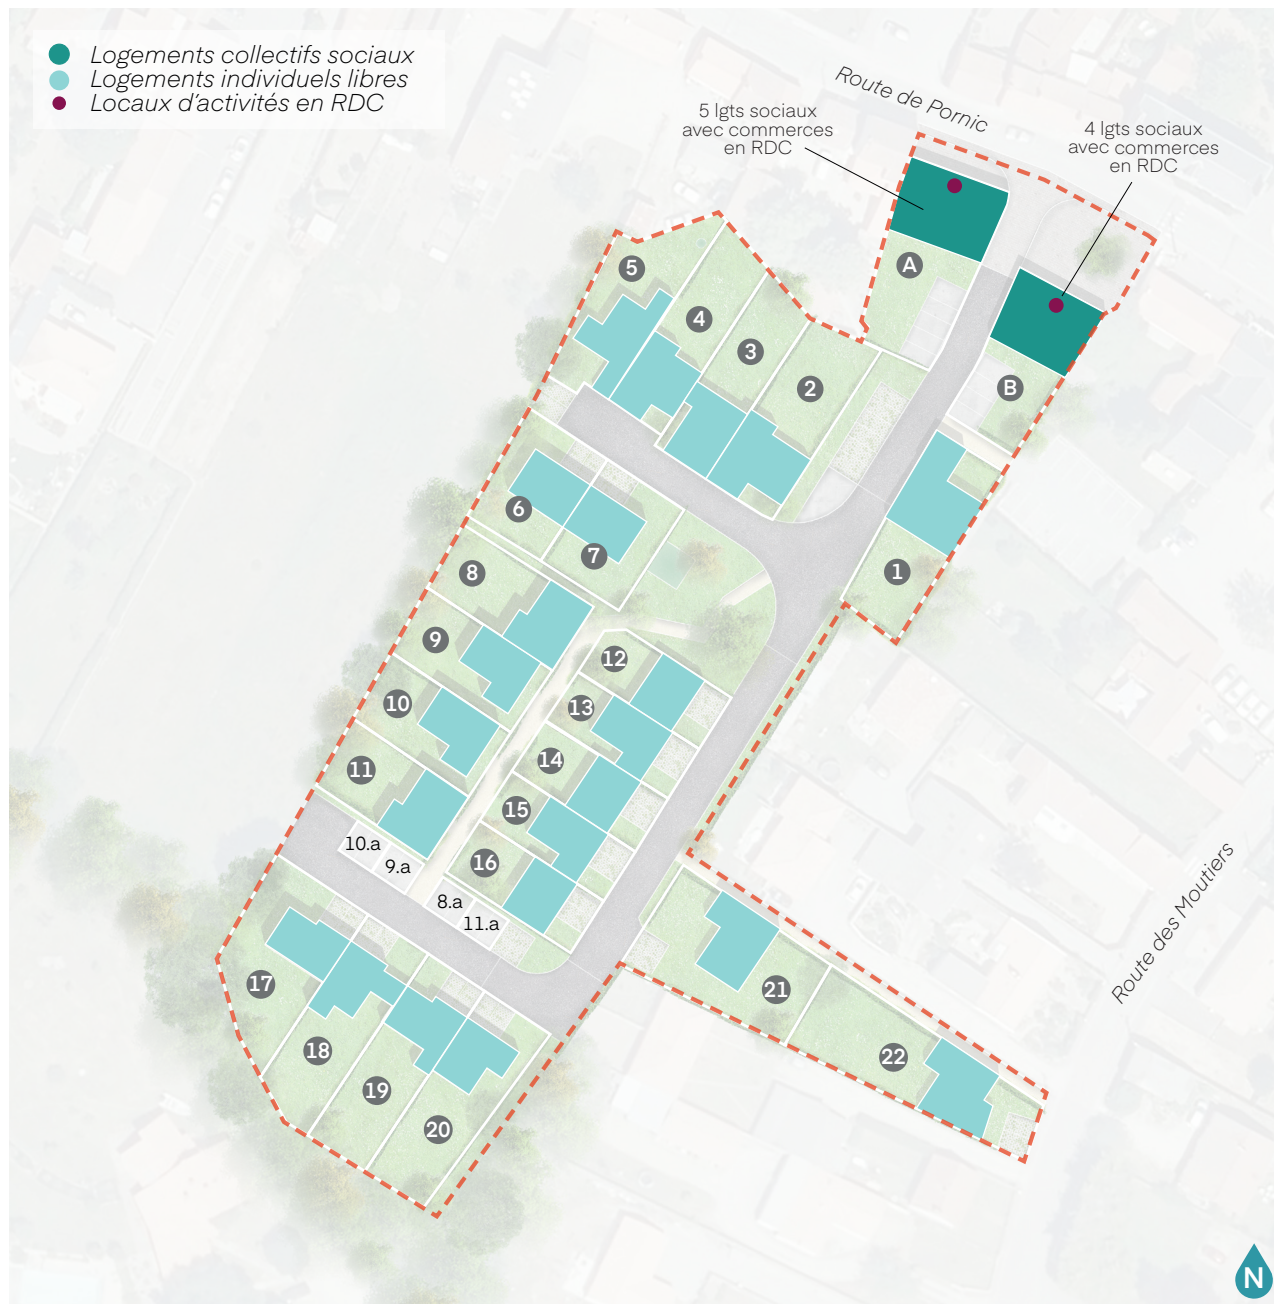 Logements collectifs sociaux
Logements individuels libres
Locaux d'activités en RDC
Route de Pornic
5 lgts sociaux
avec commerces
en RDC
4 lgts sociaux
avec commerces
en RDC
A
B
5
4
3
2
1
6
7
8
9
10
11
12
13
14
15
16
10.a
9.a
8.a
11.a
17
18
19
20
21
22
Route des Moutiers
N